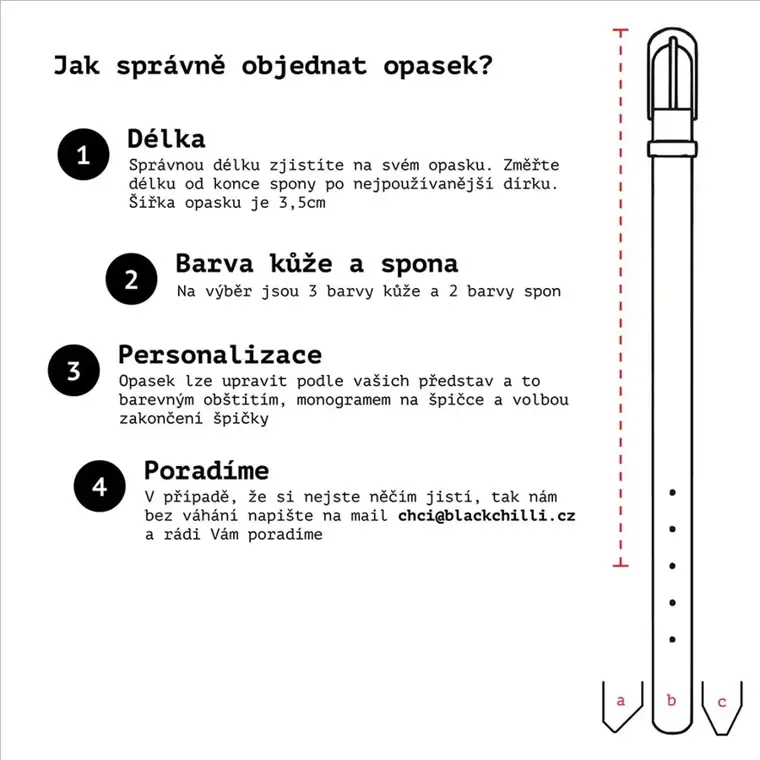 Jak správně objednat opasek?
1
Délka
Správnou délku zjistíte na svém opasku. Změřte
délku od konce spony po nejpoužívanější dírku.
Šířka opasku je 3,5cm
2
Barva kůže a spona
Na výběr jsou 3 barvy kůže a 2 barvy spon
3
Personalizace
Opasek lze upravit podle vašich představ a to
barevným obštitím, monogramem na špičce a volbou
zakončení špičky
4
Poradíme
V případě, že si nejste něčím jistí, tak nám
bez váhání napište na mail chci@blackchilli.cz
a rádi Vám poradíme
a
b
c